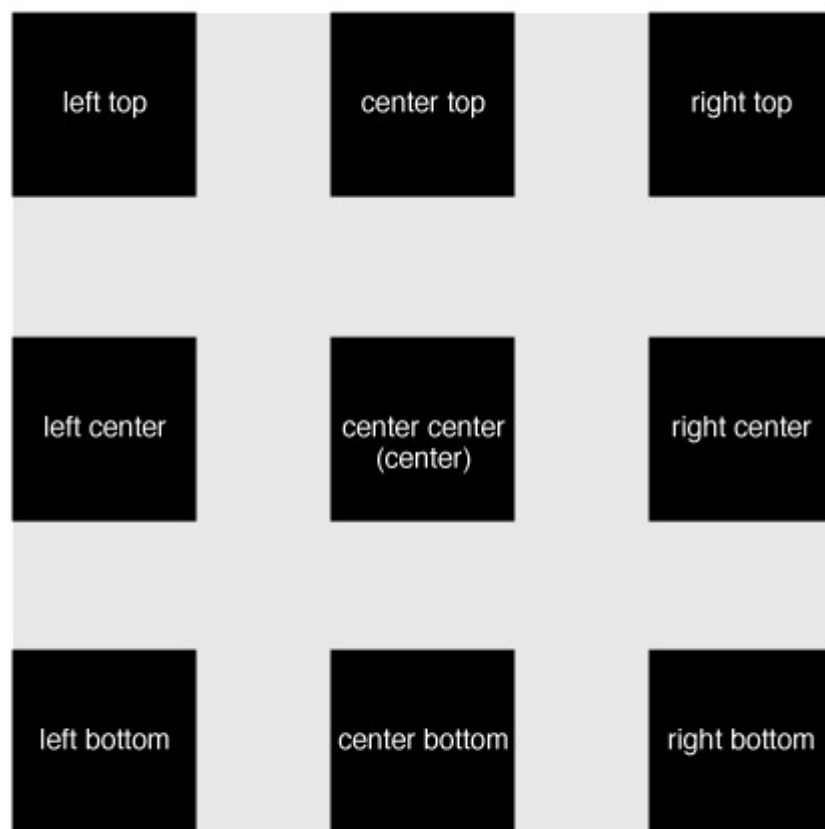 left top
center top
right top
left center
center center
(center)
right center
left bottom
center bottom
right bottom